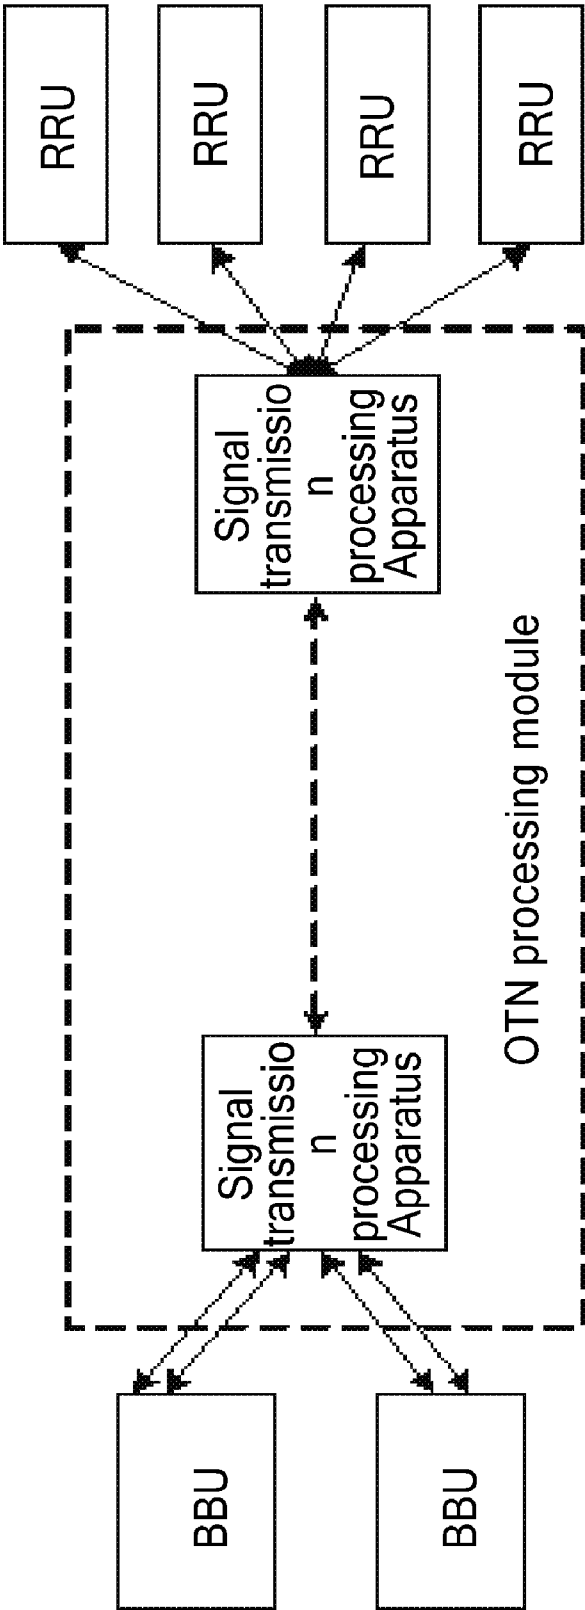 BBU
BBU
Signal
transmissio
n
processing
Apparatus
Signal
transmissio
n
processing
Apparatus
OTN processing module
RRU
RRU
RRU
RRU